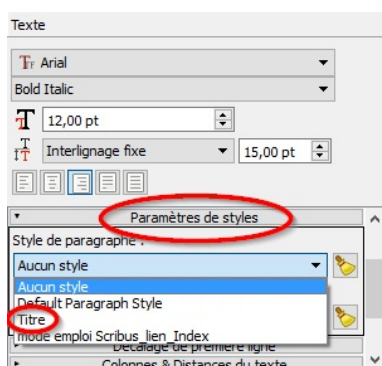 Texte
Arial
Bold Italic
12,00 pt
Interlignage fixe 15,00 pt
Paramètres de styles
Style de paragraphe :
Aucun style
Aucun style
Default Paragraph Style
Titre
mode emploi Scribus_lien_Index
Décalage de première ligne
Colonnes & Distances du texte